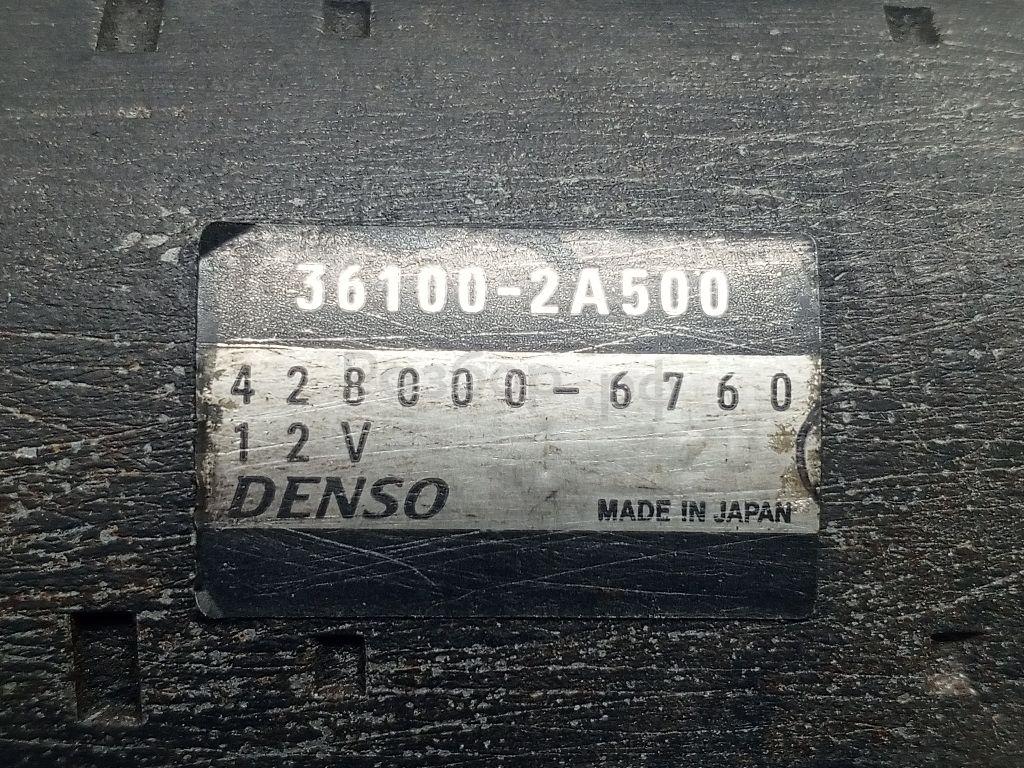 36100-2A500
428000-6760
12V
DENSO
MADE IN JAPAN